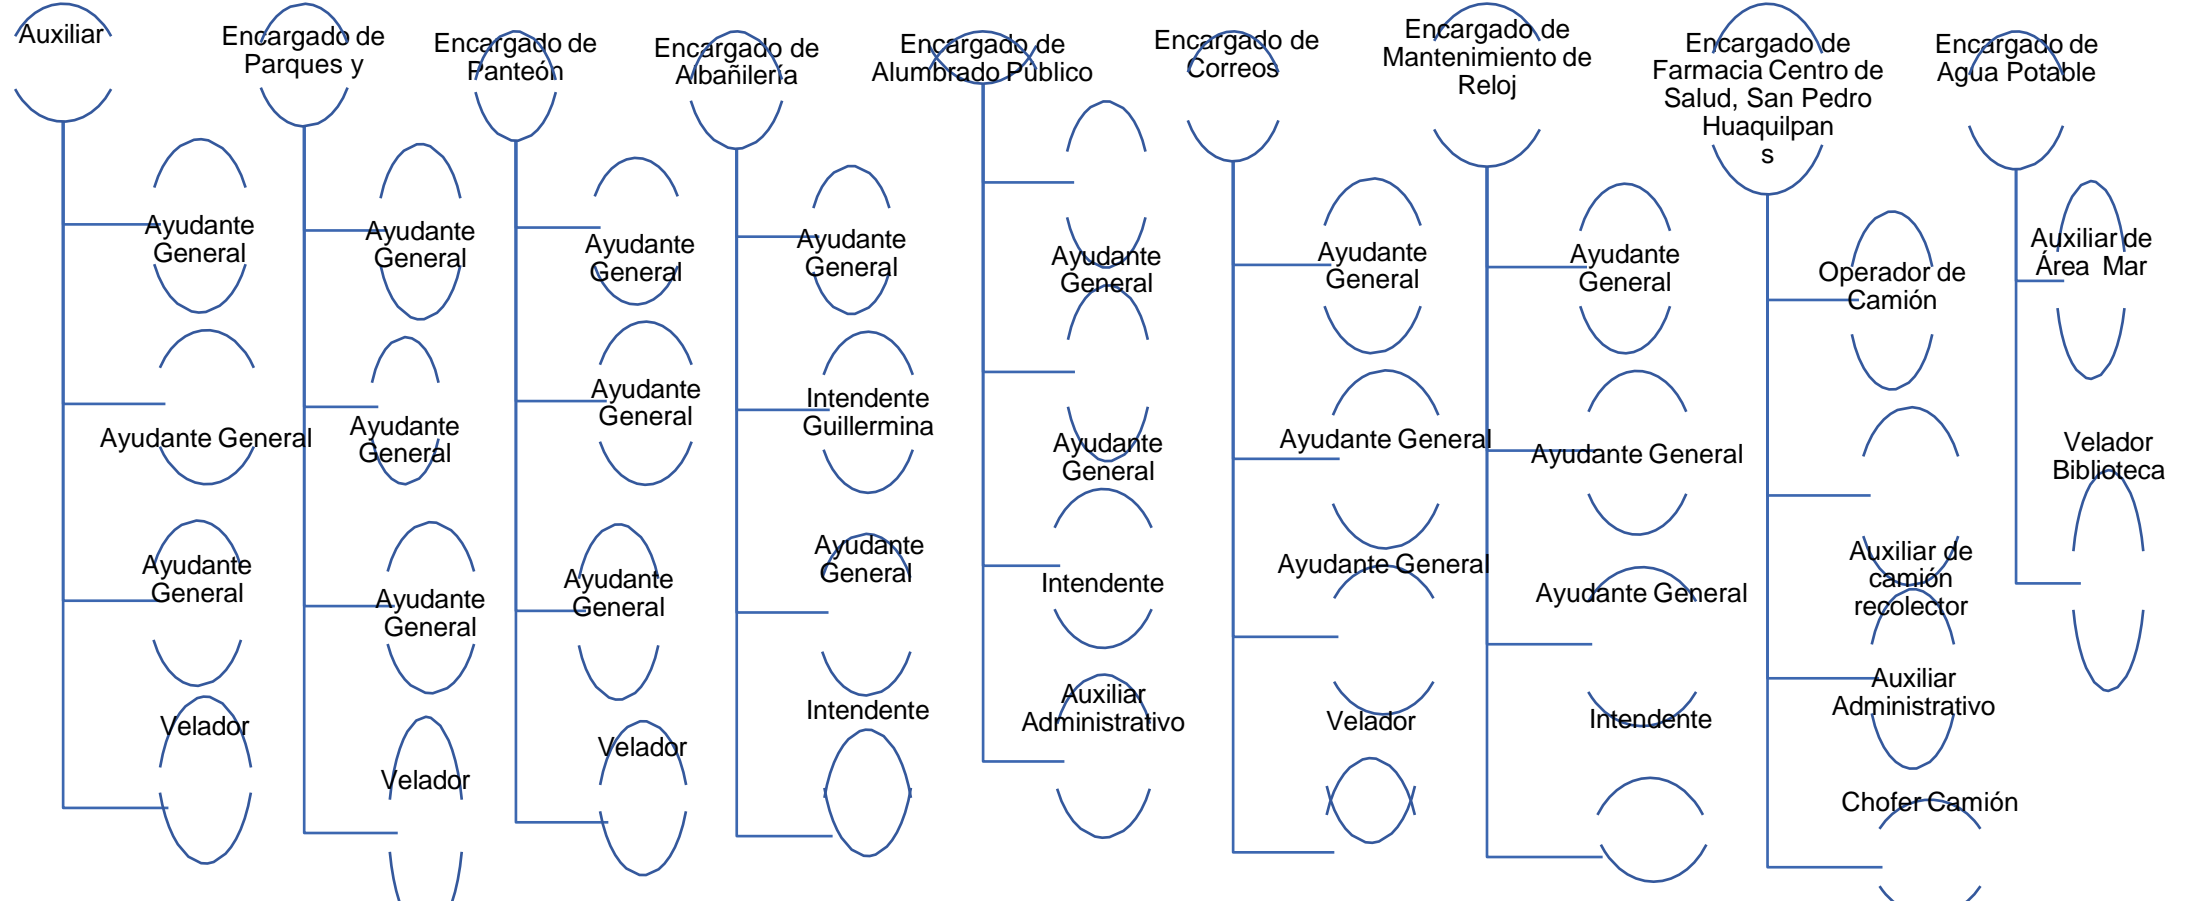 Auxiliar
Ayudante
General
Ayudante General
Ayudante
General
Velador
Encargado de
Parques y
Ayudante
General
Ayudante
General
Ayudante
General
Velador
Encargado de
Panteón
Ayudante
General
Ayudante
General
Ayudante
General
Velador
Encargado de
Albañilería
Ayudante
General
Intendente
Guillermina
Ayudante
General
Intendente
Encargado de
Alumbrado Público
Ayudante
General
Ayudante
General
Intendente
Auxiliar
Administrativo
Encargado de
Correos
Ayudante
General
Ayudante General
Ayudante General
Velador
Encargado de
Mantenimiento de
Reloj
Ayudante
General
Ayudante General
Ayudante General
Intendente
Encargado de
Farmacia Centro de
Salud, San Pedro
Huaquilpan
s
Operador de
Camión
Auxiliar de
camión
recolector
Auxiliar
Administrativo
Chofer Camión
Encargado de
Agua Potable
Auxiliar de
Área Mar
Velador
Biblioteca